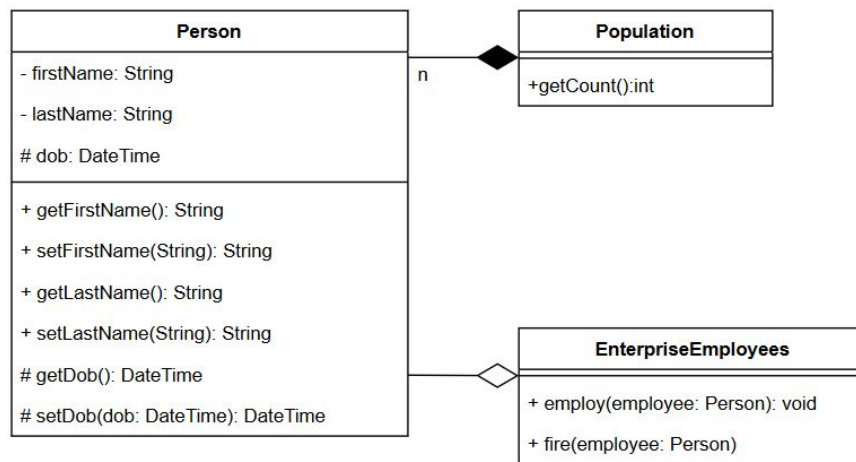 Person
- firstName: String
- lastName: String
# dob: DateTime
+ getFirstName(): String
+ setFirstName(String): String
+ getLastName(): String
+ setLastName(String): String
# getDob(): DateTime
# setDob(dob: DateTime): DateTime
n
Population
+getCount():int
EnterpriseEmployees
+ employ(employee: Person): void
+ fire(employee: Person)